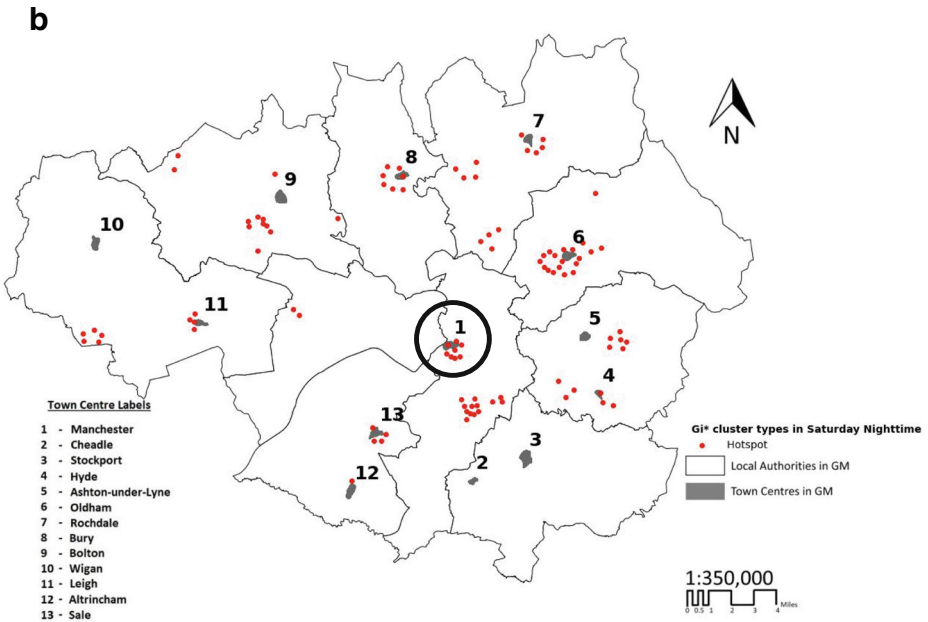 b
7
N
8
9
10
6
11
5
1
4
13
3
2
12
Town Centre Labels
1 - Manchester
2 - Cheadle
3 - Stockport
4 - Hyde
5 - Ashton-under-Lyne
6 - Oldham
7 - Rochdale
8 - Bury
9 - Bolton
10 - Wigan
11 - Leigh
12 - Altrincham
13 - Sale
Gi* cluster types in Saturday Nighttime
Hotspot
Local Authorities in GM
Town Centres in GM
1:350,000
0 0.5 1 2 3 4 Miles